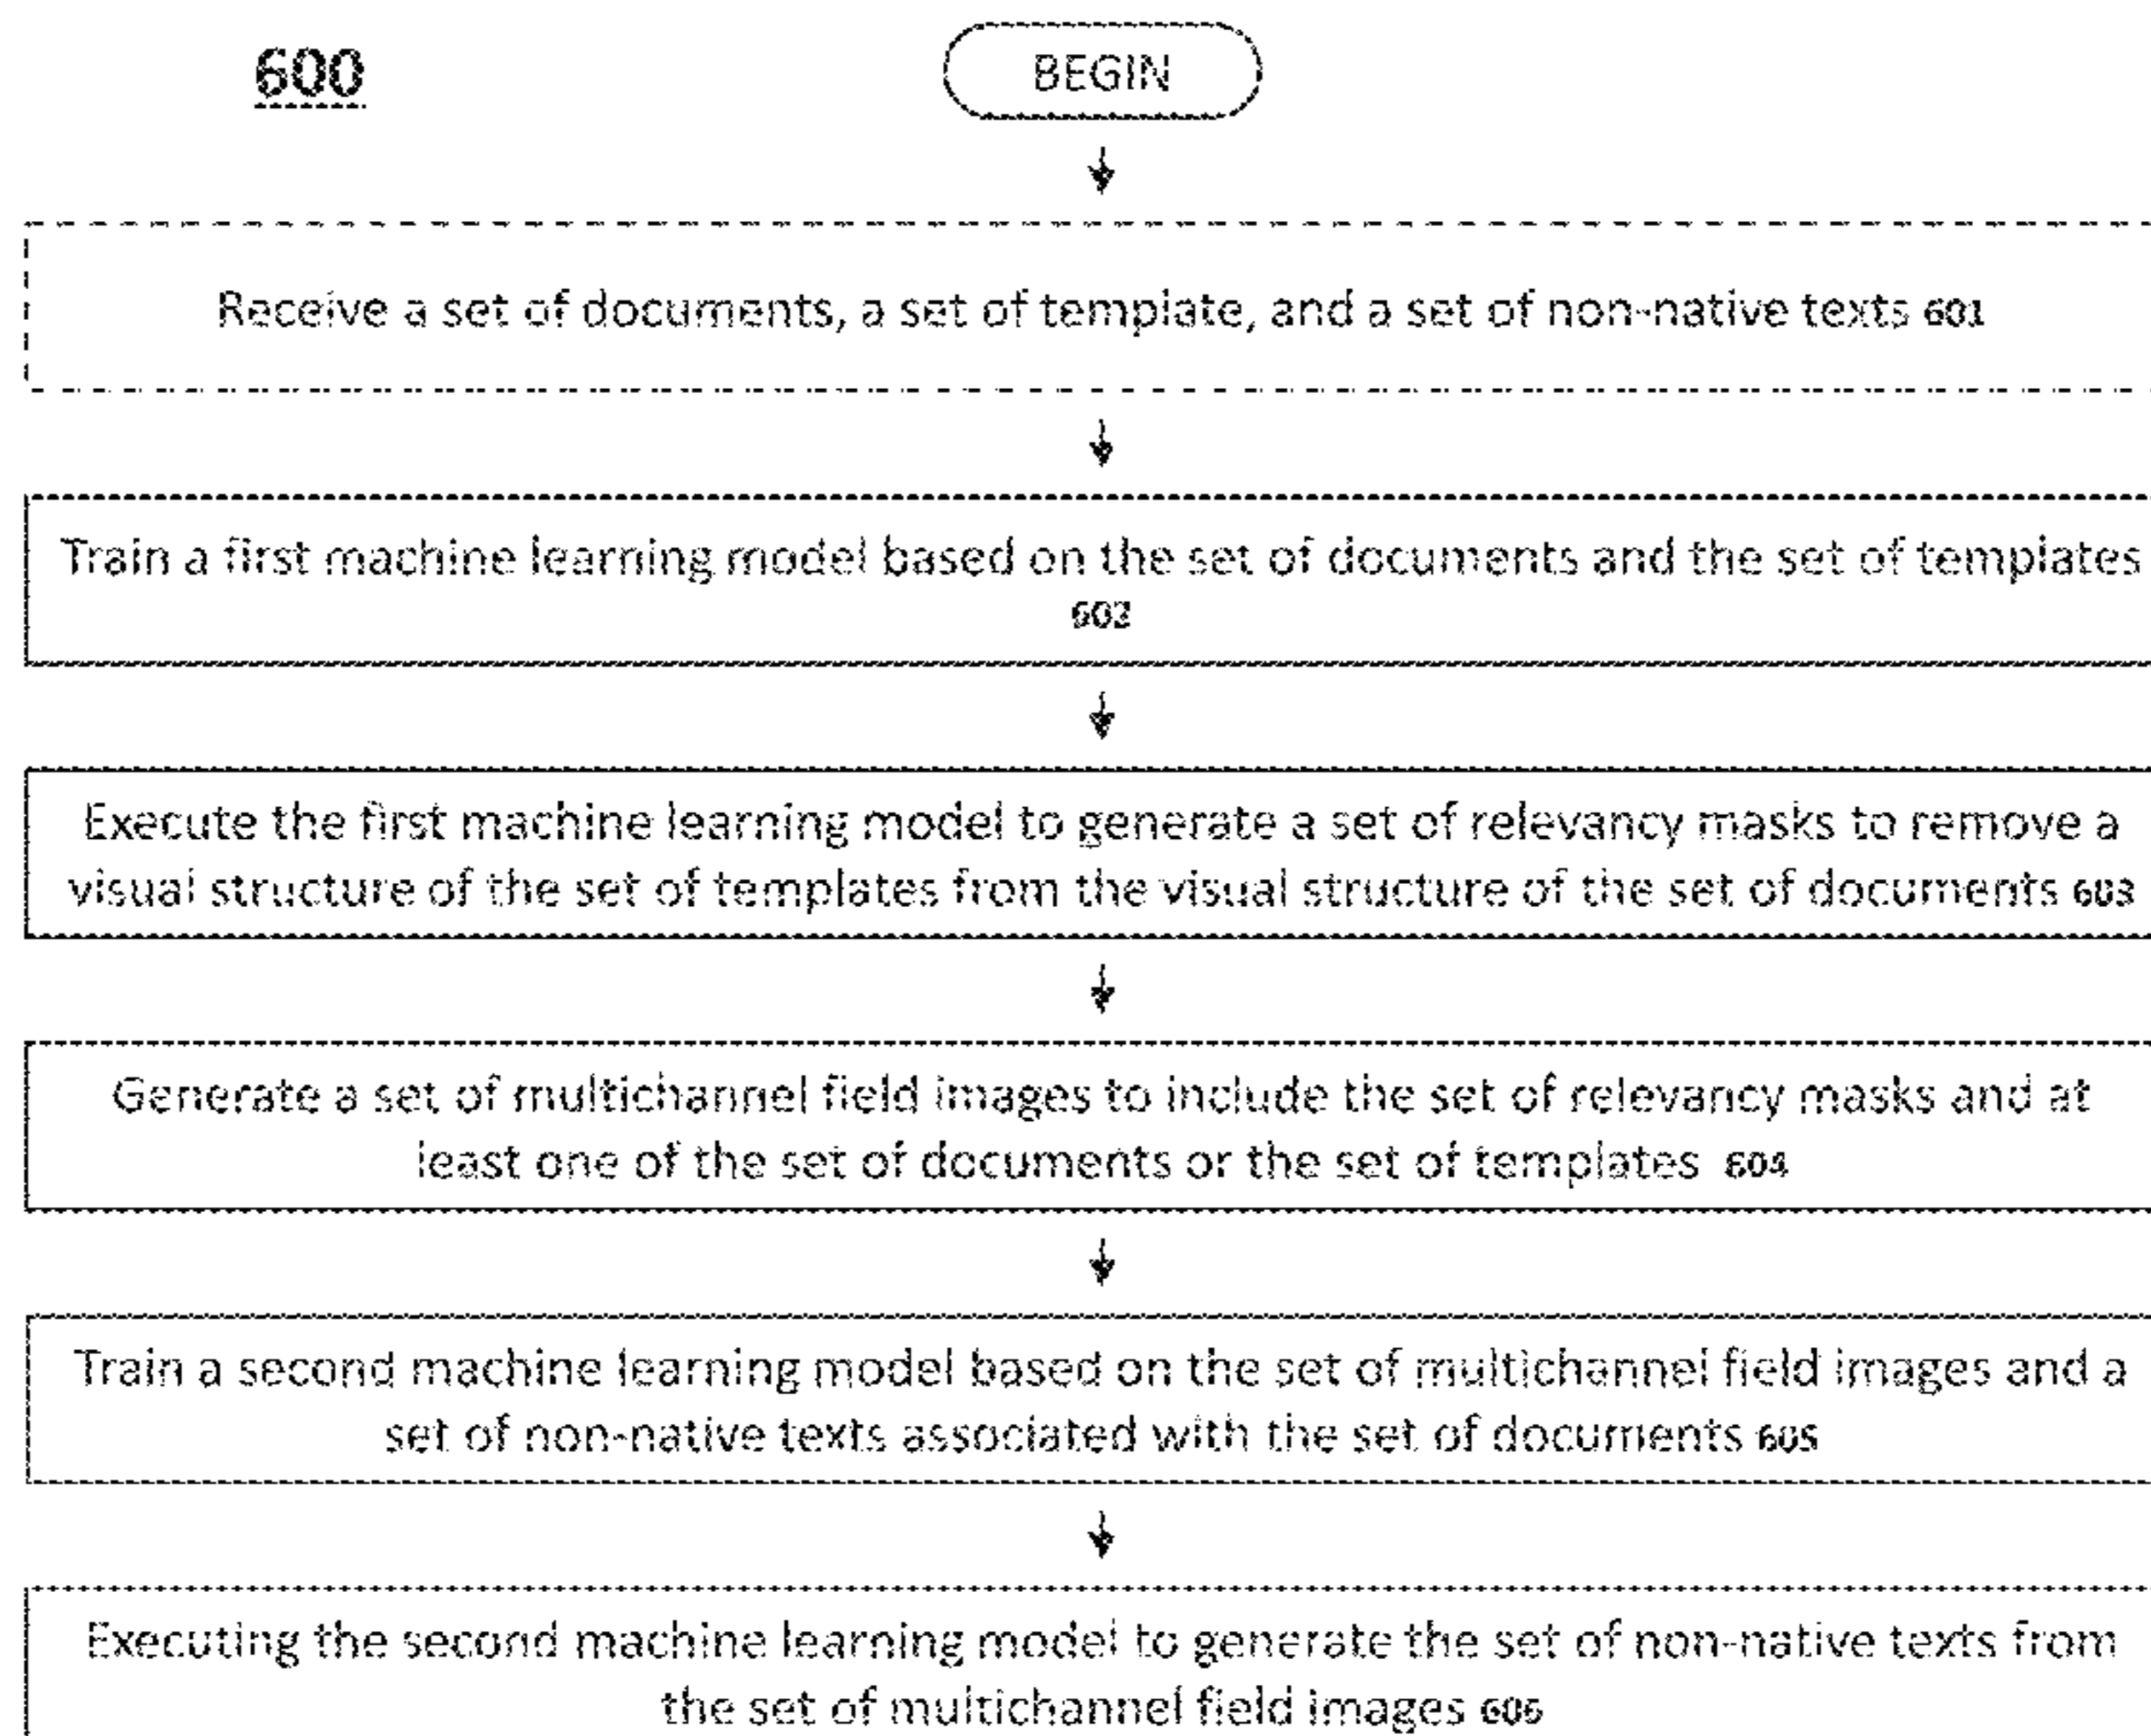 600
BEGIN
Receive a set of documents, a set of template, and a set of non-native texts 601
Train a first machine learning model based on the set of documents and the set of templates
602
Execute the first machine learning model to generate a set of relevancy masks to remove a
visual structure of the set of templates from the visual structure of the set of documents 603
Generate a set of multichannel field images to include the set of relevancy masks and at
least one of the set of documents or the set of templates 604
Train a second machine learning model based on the set of multichannel field images and a
set of non-native texts associated with the set of documents 605
Executing the second machine learning model to generate the set of non-native texts from
the set of multichannel field images 606